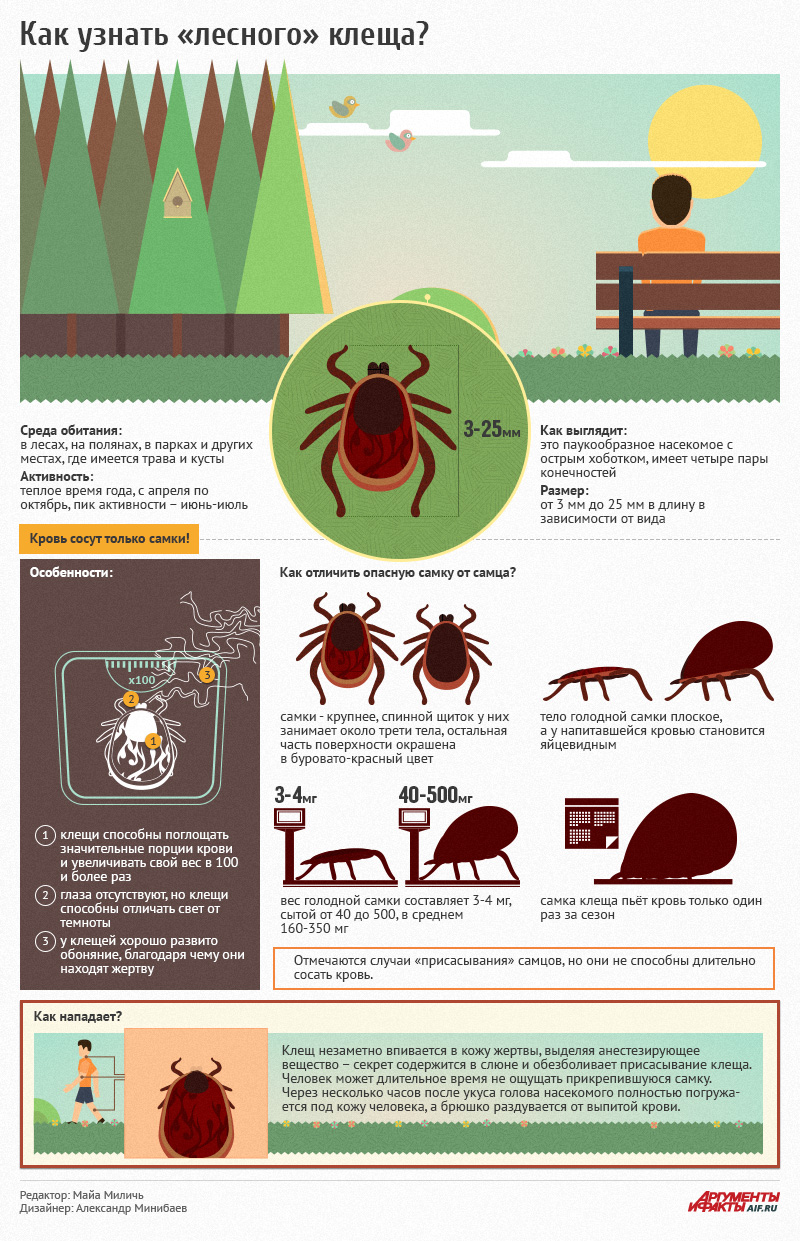 Как узнать «лесного» клеща?
3-25мм
Среда обитания:
в лесах, на полянах, в парках и других
местах, где имеется трава и кусты
Активность:
теплое время года, с апреля по
октябрь, пик активности – июнь-июль
Как выглядит:
это паукообразное насекомое с
острым хоботком, имеет четыре пары
конечностей
Размер:
от 3 мм до 25 мм в длину в
зависимости от вида
Кровь сосут только самки!
Особенности:
x100
3
2
1
1 клещи способны поглощать
значительные порции крови
и увеличивать свой вес в 100
и более раз
2 глаза отсутствуют, но клещи
способны отличать свет от
темноты
3 у клещей хорошо развито
обоняние, благодаря чему они
находят жертву
Как отличить опасную самку от самца?
самки - крупнее, спинной щиток у них
занимает около трети тела, остальная
часть поверхности окрашена
в буровато-красный цвет
тело голодной самки плоское,
а у напитавшейся кровью становится
яйцевидным
3-4мг
40-500мг
вес голодной самки составляет 3-4 мг,
сытой от 40 до 500, в среднем
160-350 мг
самка клеща пьёт кровь только один
раз за сезон
Отмечаются случаи «присасывания» самцов, но они не способны длительно
сосать кровь.
Как нападает?
Клещ незаметно впивается в кожу жертвы, выделяя анестезирующее
вещество – секрет содержится в слюне и обезболивает присасывание клеща.
Человек может длительное время не ощущать прикрепившуюся самку.
Через несколько часов после укуса голова насекомого полностью погружа-
ется под кожу человека, а брюшко раздувается от выпитой крови.
Редактор: Майа Миличь
Дизайнер: Александр Минибаев
АРГУМЕНТЫ
И ФАКТЫ AIF.RU